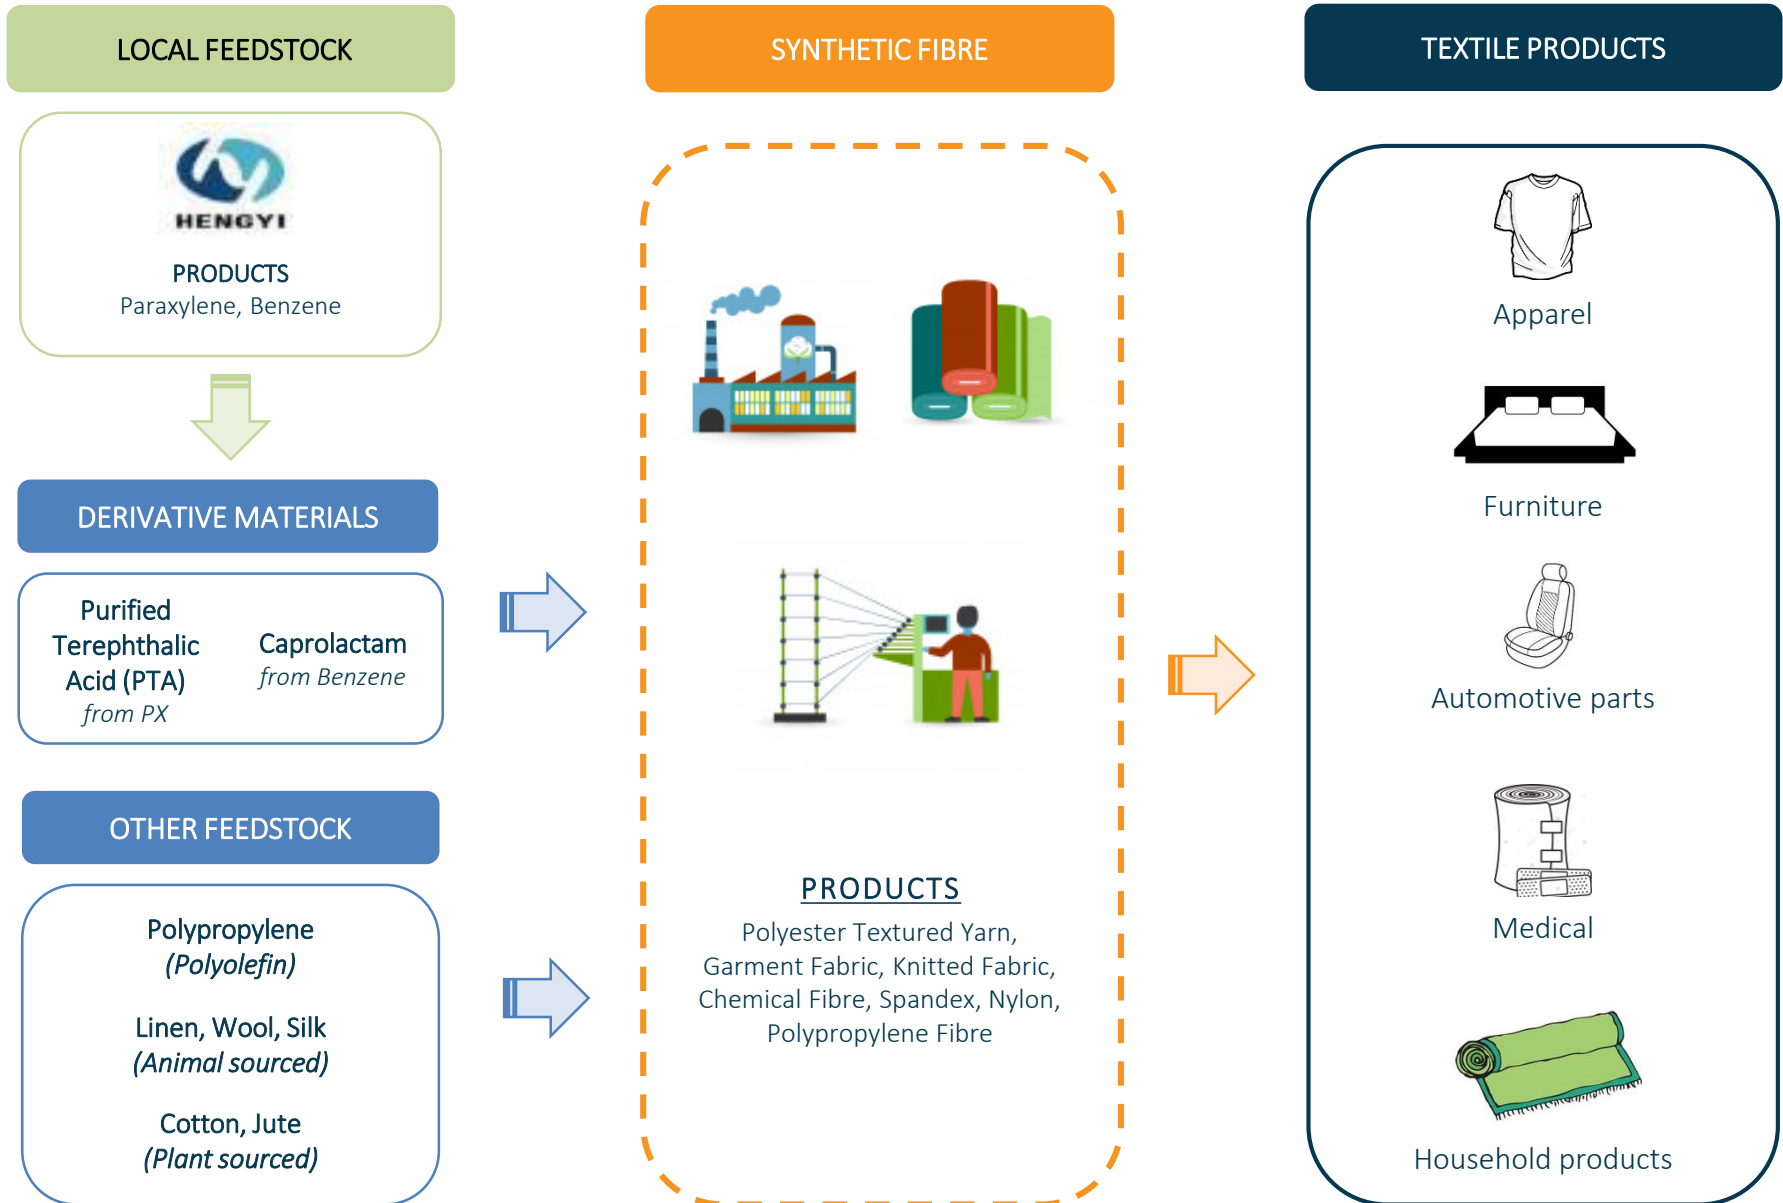 LOCAL FEEDSTOCK
HENGYI
PRODUCTS
Paraxylene, Benzene
DERIVATIVE MATERIALS
Purified
Terephthalic
Acid (PTA)
from PX
Caprolactam
from Benzene
OTHER FEEDSTOCK
Polypropylene
(Polyolefin)
Linen, Wool, Silk
(Animal sourced)
Cotton, Jute
(Plant sourced)
SYNTHETIC FIBRE
PRODUCTS
Polyester Textured Yarn,
Garment Fabric, Knitted Fabric,
Chemical Fibre, Spandex, Nylon,
Polypropylene Fibre
TEXTILE PRODUCTS
Apparel
Furniture
Automotive parts
Medical
Household products